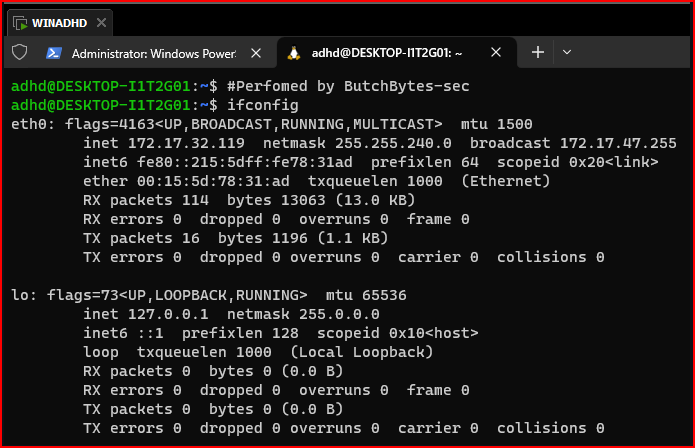 WINADHD
Administrator: Windows PowerS
adhd@DESKTOP-I1T2G01: ~
adhd@DESKTOP-I1T2G01:~$ #Perfomed by ButchBytes-sec
adhd@DESKTOP-I1T2G01:~$ ifconfig
eth0: flags=4163<UP,BROADCAST,RUNNING,MULTICAST>  mtu 1500
        inet 172.17.32.119  netmask 255.255.240.0  broadcast 172.17.47.255
        inet6 fe80::215:5dff:fe78:31ad  prefixlen 64  scopeid 0x20<link>
        ether 00:15:5d:78:31:ad  txqueuelen 1000  (Ethernet)
        RX packets 114  bytes 13063 (13.0 KB)
        RX errors 0  dropped 0  overruns 0  frame 0
        TX packets 16  bytes 1196 (1.1 KB)
        TX errors 0  dropped 0 overruns 0  carrier 0  collisions 0

lo: flags=73<UP,LOOPBACK,RUNNING>  mtu 65536
        inet 127.0.0.1  netmask 255.0.0.0
        inet6 ::1  prefixlen 128  scopeid 0x10<host>
        loop  txqueuelen 1000  (Local Loopback)
        RX packets 0  bytes 0 (0.0 B)
        RX errors 0  dropped 0  overruns 0  frame 0
        TX packets 0  bytes 0 (0.0 B)
        TX errors 0  dropped 0 overruns 0  carrier 0  collisions 0